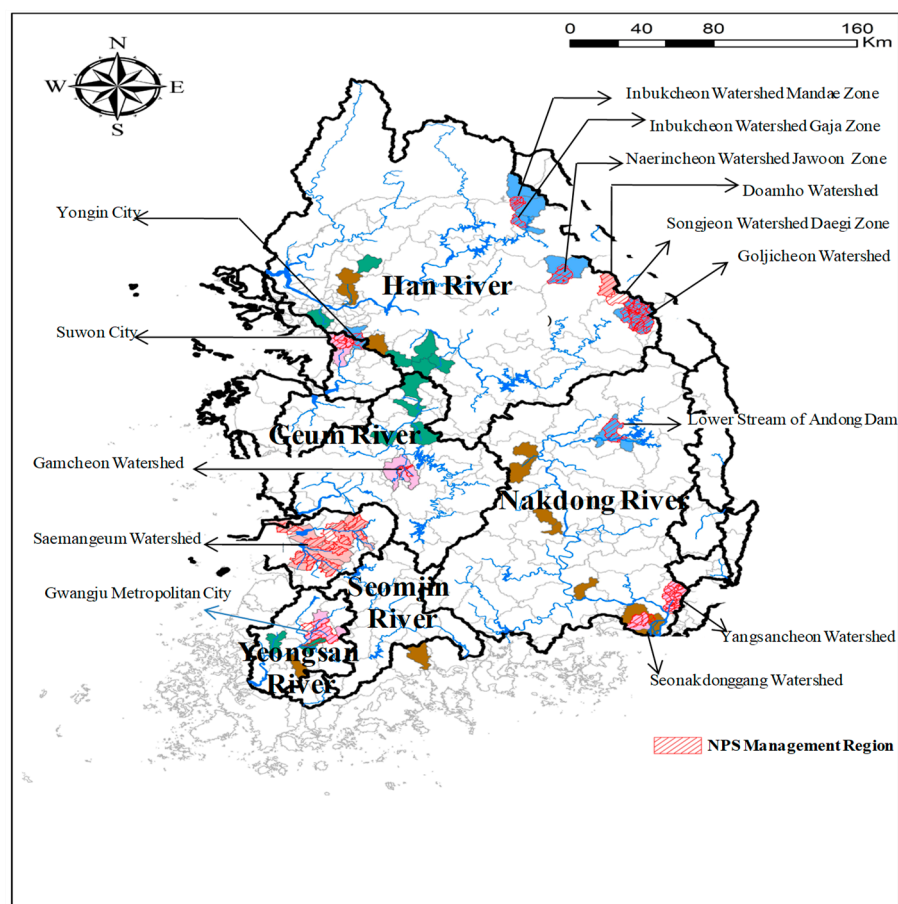 0 40 80 160
Km
N
W E
S
Inbukcheon Watershed Mandae Zone
Inbukcheon Watershed Gaja Zone
Naerincheon Watershed Jawoon Zone
Doamho Watershed
Yongin City
Songjeon Watershed Daegi Zone
Goljicheon Watershed
Han River
)
Suwon City
Lower Stream of Andong Dam
Geum River
Gamcheon Watershed
Nakdong River
Saemangeum Watershed
Gwangju Metropolitan City
Seomjin
River
Yangsancheon Watershed
Yeongsan
River
Seonakdonggang Watershed
NPS Management Region